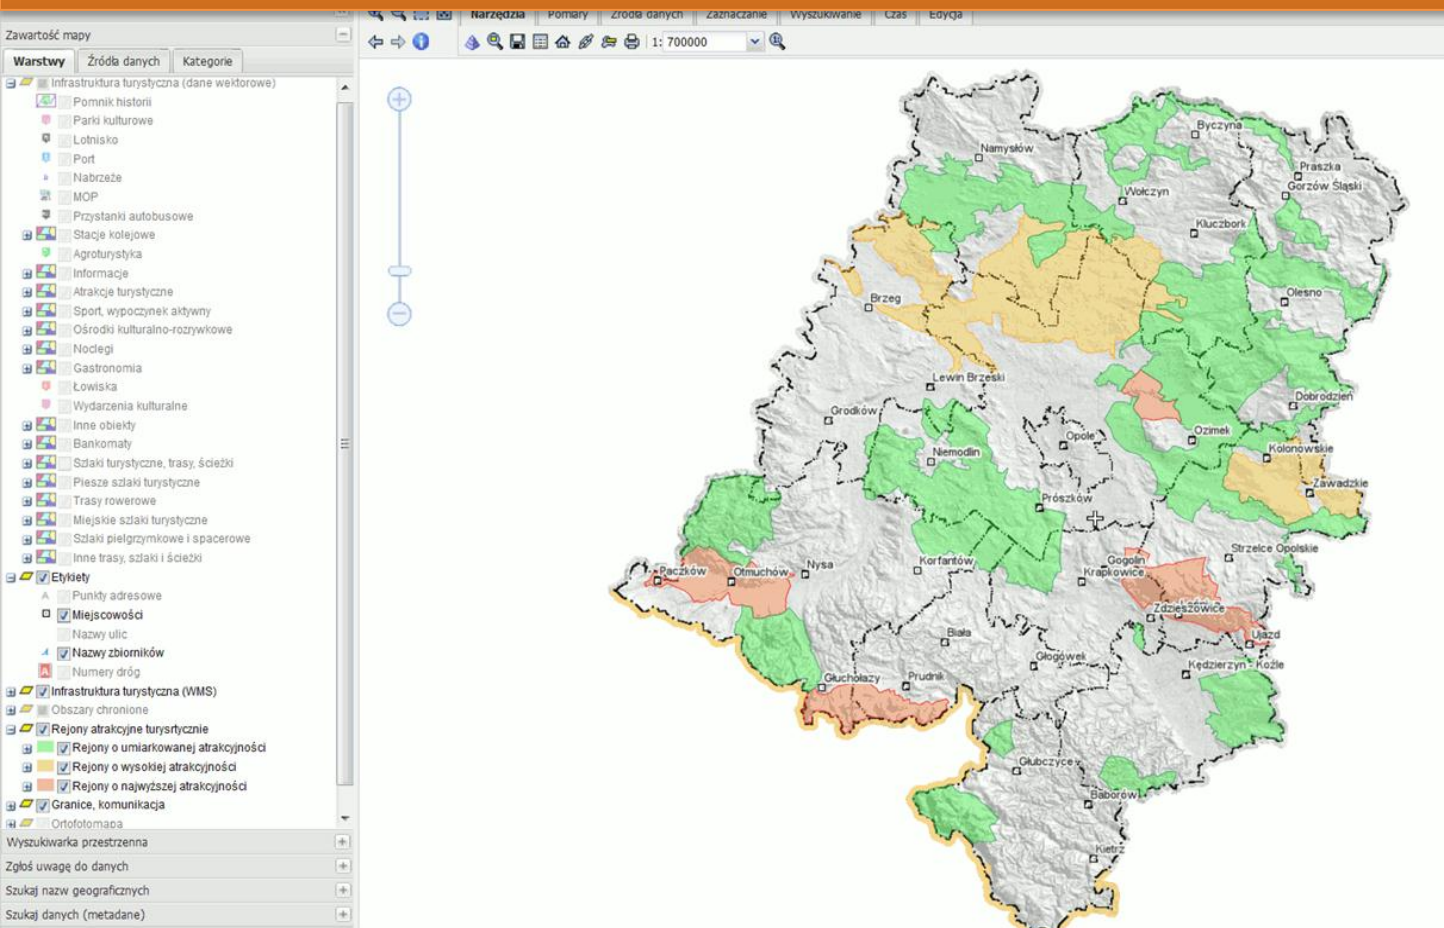 Narzędzia Pomiary Źródła danych Zaznaczanie Wyszukiwanie Czas Edycja
Zawartość mapy
1: 700000
Warstwy Źródła danych Kategorie
Infrastruktura turystyczna (dane wektorowe)
Pomnik historii
Parki kulturowe
Lotnisko
Port
Nabrzeże
MOP
Przystanki autobusowe
Stacje kolejowe
Agroturystyka
Informacje
Atrakcje turystyczne
Sport, wypoczynek aktywny
Ośrodki kulturalno-rozrywkowe
Noclegi
Gastronomia
Łowiska
Wydarzenia kulturalne
Inne obiekty
Bankomaty
Szlaki turystyczne, trasy, ścieżki
Piesze szlaki turystyczne
Trasy rowerowe
Miejskie szlaki turystyczne
Szlaki pielgrzymkowe i spacerowe
Inne trasy, szlaki i ścieżki
Etykiety
A Punkty adresowe
Miejscowości
Nazwy ulic
Nazwy zbiorników
A Numery dróg
Infrastruktura turystyczna (WMS)
Obszary chronione
Rejony atrakcyjne turysrtycznie
Rejony o umiarkowanej atrakcyjności
Rejony o wysokiej atrakcyjności
Rejony o najwyższej atrakcyjności
Granice, komunikacja
Ortofotomapa
Wyszukiwarka przestrzenna
Zgłoś uwagę do danych
Szukaj nazw geograficznych
Szukaj danych (metadane)
Byczyna
Namysłów
Praszka
Gorzów Śląski
Wołczyn
Kluczbork
Olesno
Brzeg
Lewin Brzeski
Dobrodzień
Grodków
Ozimek
Opole
Kolonowskie
Niemodlin
Zawadzkie
Prószków
Strzelce Opolskie
Gogolin
Korfantów
Nysa
Paczków
Otmuchów
Krapkowice
Zdzieszowice
Ujazd
Biała
Głogówek
Kędzierzyn - Koźle
Głuchołazy
Prudnik
Głubczyce
Baborów
Kietrz